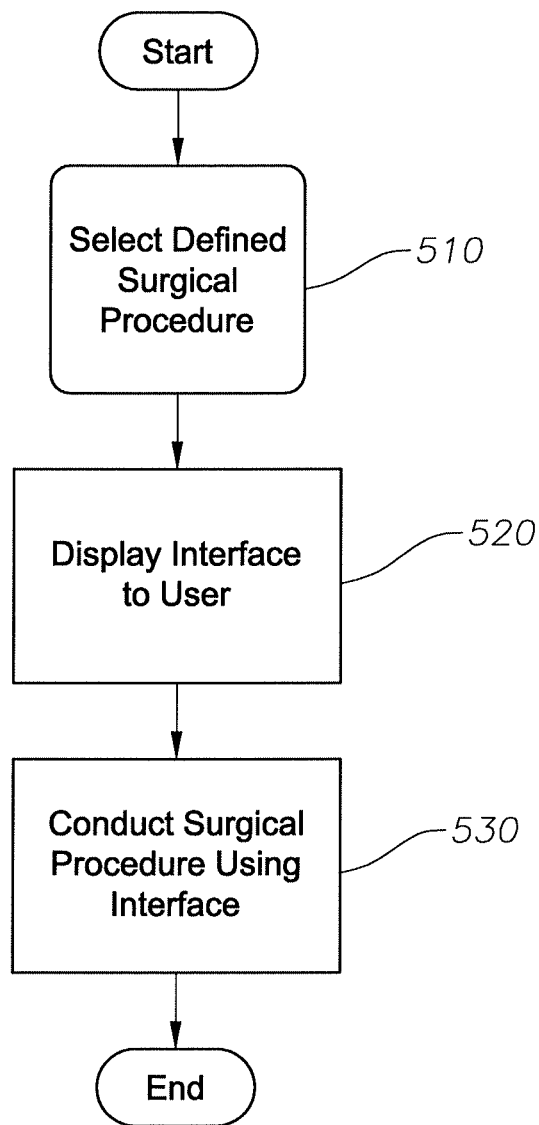 Start
Select Defined
Surgical
Procedure
510
Display Interface
to User
520
Conduct Surgical
Procedure Using
Interface
530
End